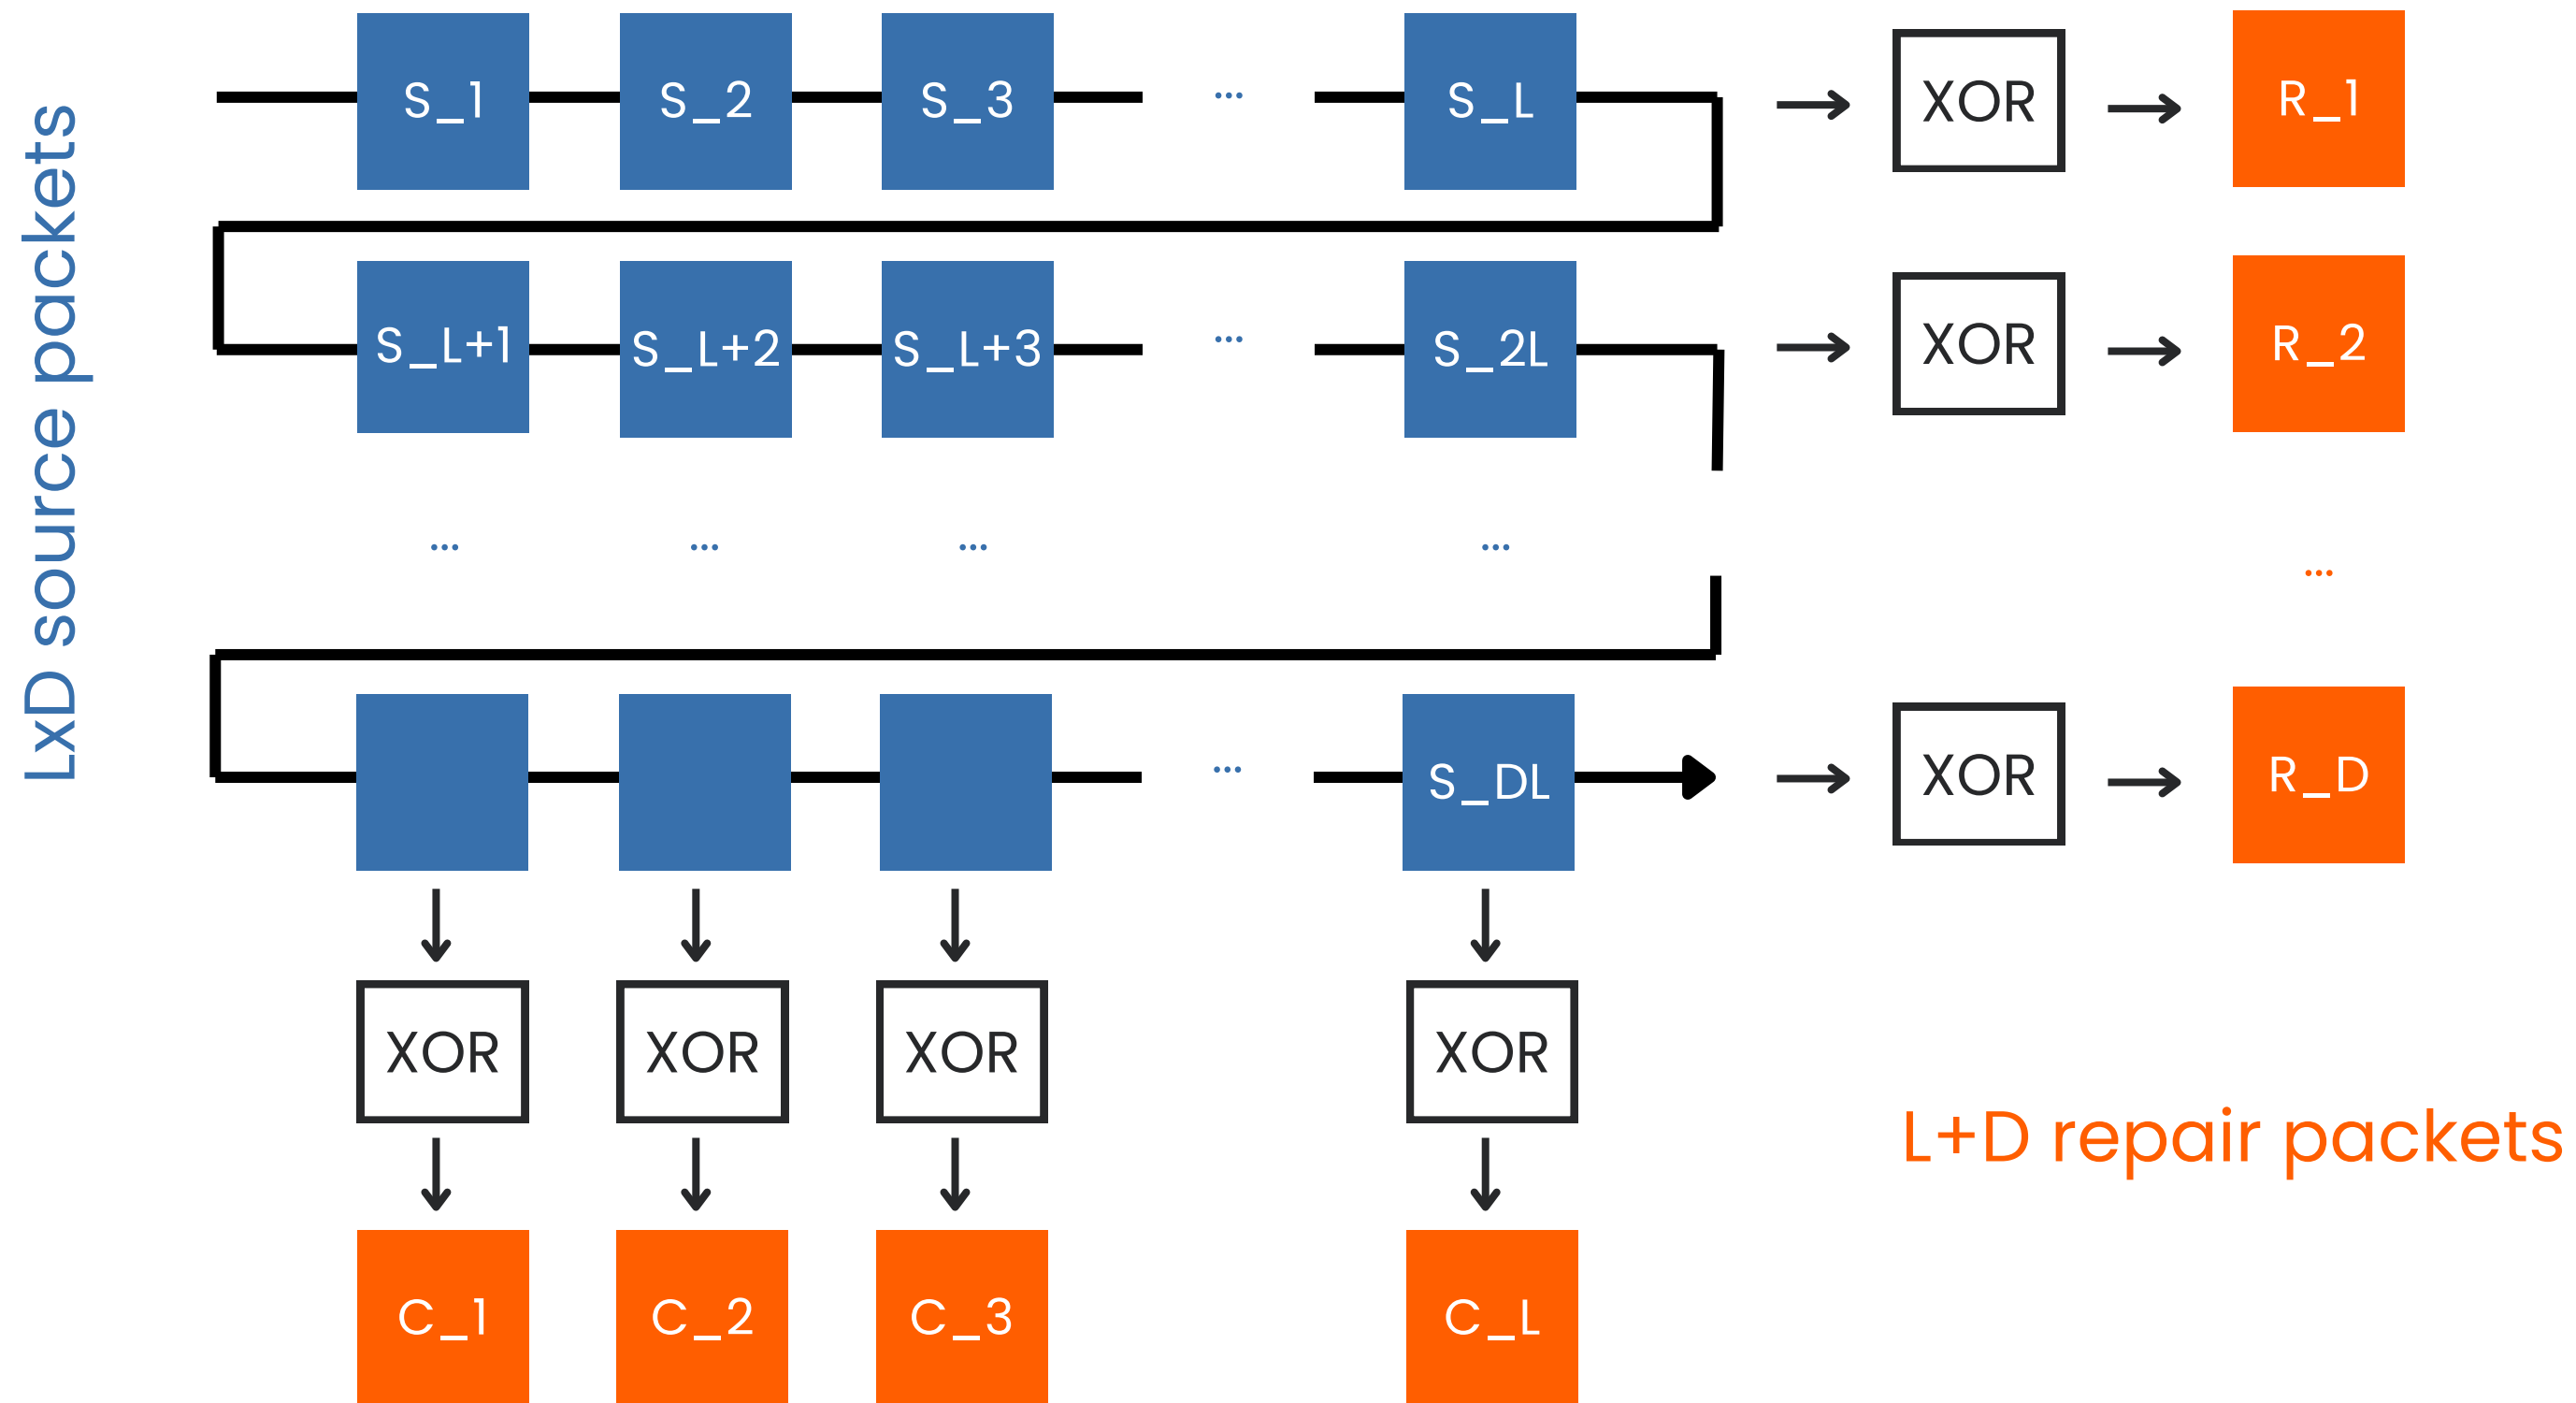 LxD source packets
S_1 S_2 S_3 ... S_L XOR R_1
S_L+1 S_L+2 S_L+3 ... S_2L XOR R_2
... ... ... ... ...
... S_DL XOR R_D
XOR XOR XOR XOR
L+D repair packets
C_1 C_2 C_3 C_L